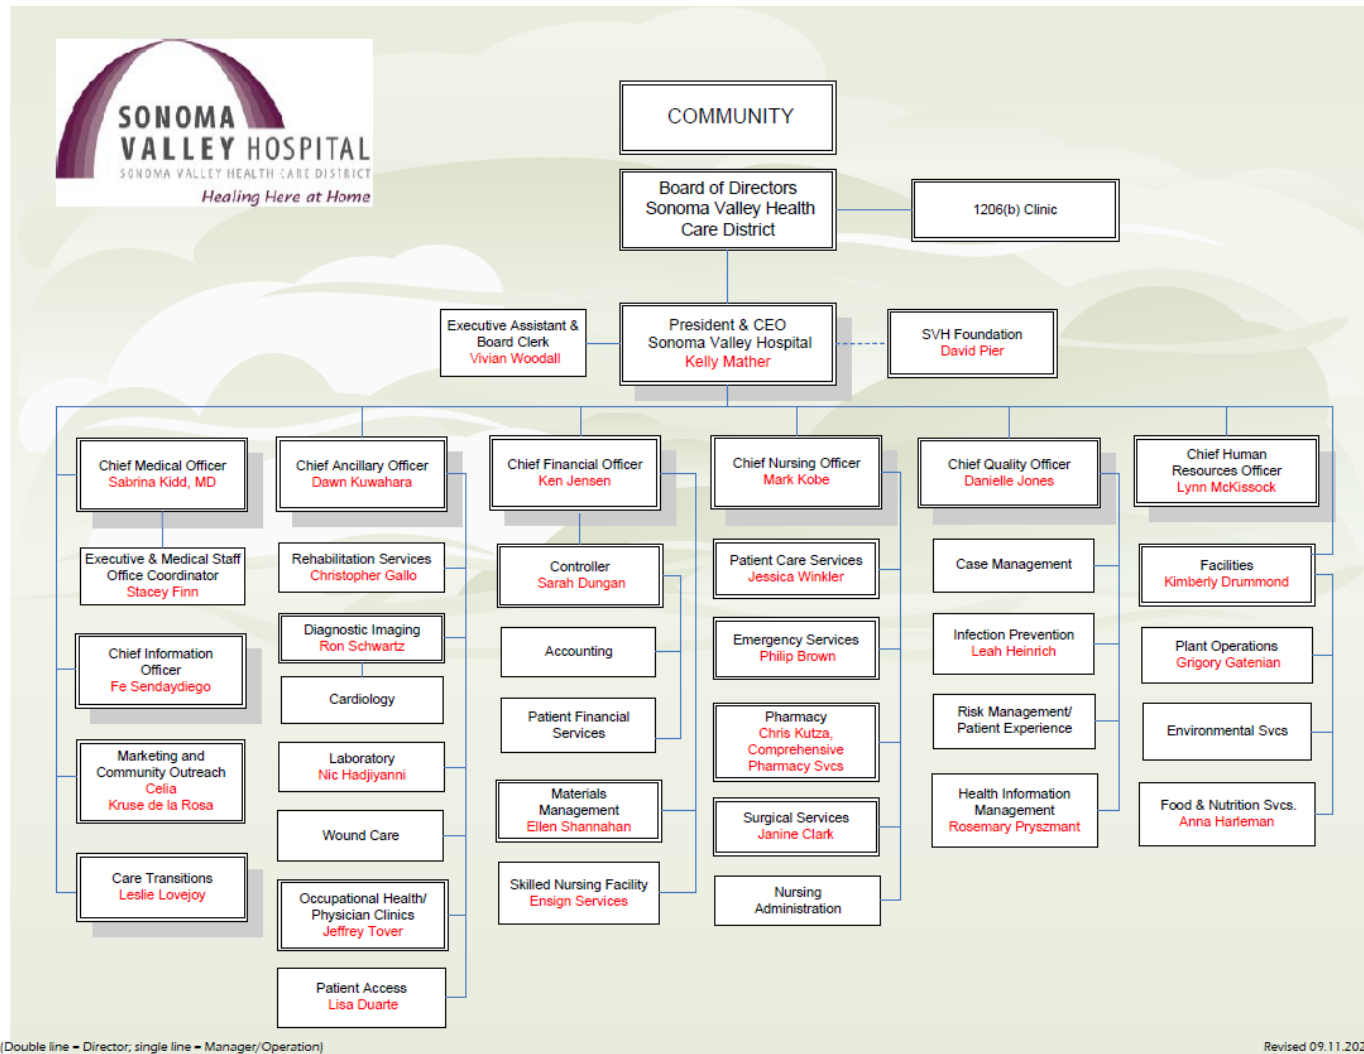 SONOMA
VALLEY HOSPITAL
SONOMA VALLEY HEALTH CARE DISTRICT
Healing Here at Home
COMMUNITY
Board of Directors
Sonoma Valley Health
Care District
1206(b) Clinic
Executive Assistant &
Board Clerk
Vivian Woodall
President & CEO
Sonoma Valley Hospital
Kelly Mather
SVH Foundation
David Pier
Chief Medical Officer
Sabrina Kidd, MD
Executive & Medical Staff
Office Coordinator
Stacey Finn
Chief Information
Officer
Fe Sendaydiego
Marketing and
Community Outreach
Celia
Kruse de la Rosa
Care Transitions
Leslie Lovejoy
Chief Ancillary Officer
Dawn Kuwahara
Rehabilitation Services
Christopher Gallo
Diagnostic Imaging
Ron Schwartz
Cardiology
Laboratory
Nic Hadjiyanni
Wound Care
Occupational Health/
Physician Clinics
Jeffrey Tover
Patient Access
Lisa Duarte
Chief Financial Officer
Ken Jensen
Controller
Sarah Dungan
Accounting
Patient Financial
Services
Materials
Management
Ellen Shannahan
Skilled Nursing Facility
Ensign Services
Chief Nursing Officer
Mark Kobe
Patient Care Services
Jessica Winkler
Emergency Services
Philip Brown
Pharmacy
Chris Kutza,
Comprehensive
Pharmacy Svcs
Surgical Services
Janine Clark
Nursing
Administration
Chief Quality Officer
Danielle Jones
Case Management
Infection Prevention
Leah Heinrich
Risk Management/
Patient Experience
Health Information
Management
Rosemary Pryszmant
Chief Human
Resources Officer
Lynn McKissock
Facilities
Kimberly Drummond
Plant Operations
Grigory Gatenian
Environmental Svcs
Food & Nutrition Svcs.
Anna Harleman
(Double line = Director; single line = Manager/Operation)
Revised 09.11.202